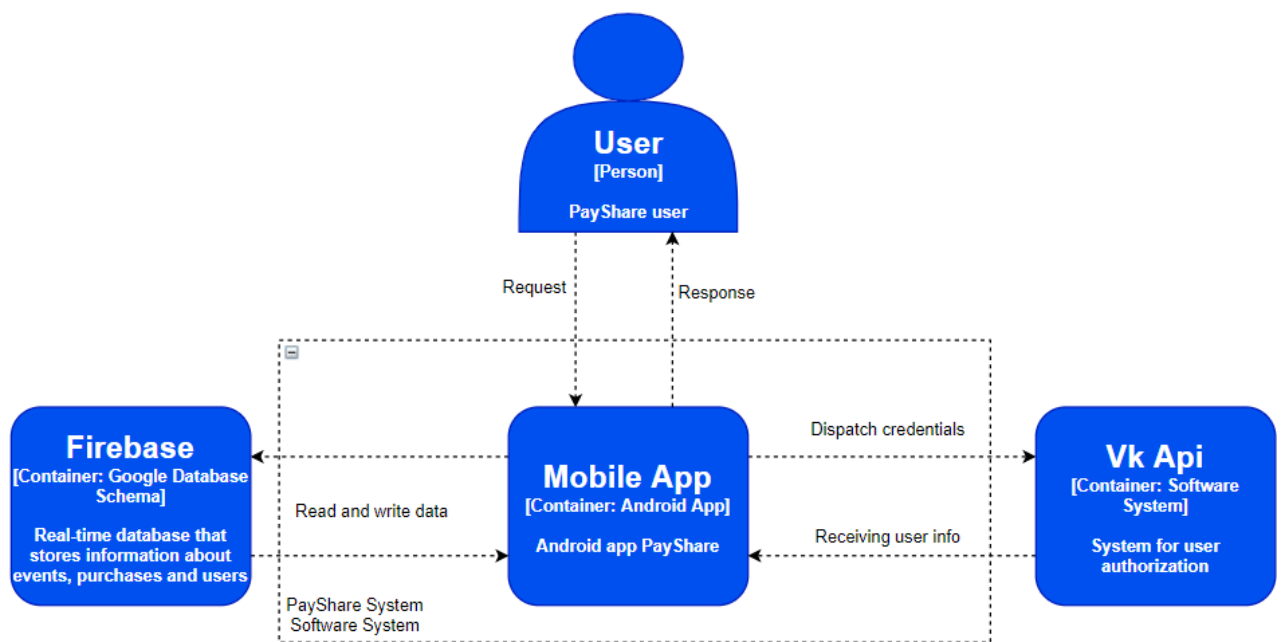 User
[Person]
PayShare user
Request
Response
Firebase
[Container: Google Database
Schema]
Real-time database that
stores information about
events, purchases and users
Read and write data
Mobile App
[Container: Android App]
Android app PayShare
Dispatch credentials
Receiving user info
Vk Api
[Container: Software
System]
System for user
authorization
PayShare System
Software System